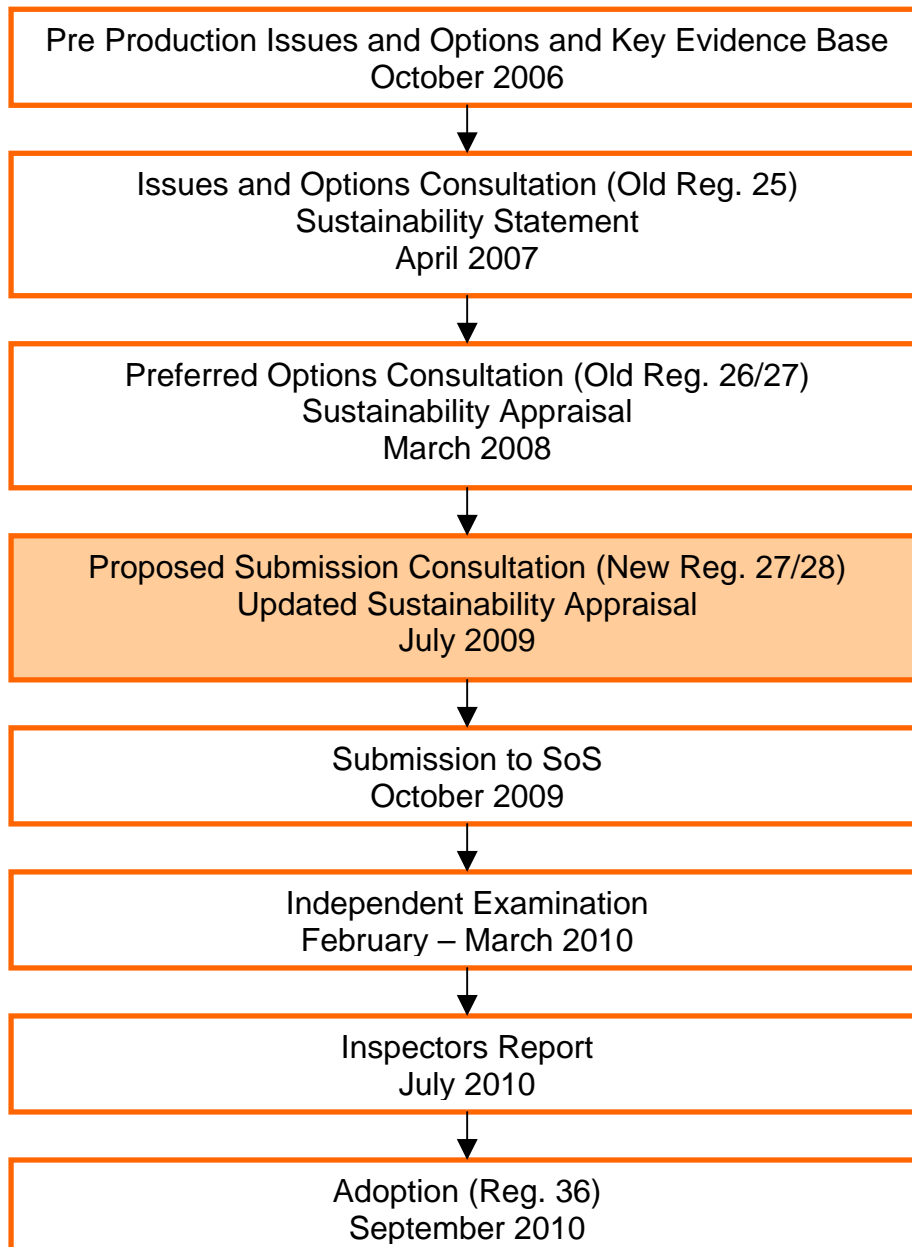 Pre Production Issues and Options and Key Evidence Base
October 2006
Issues and Options Consultation (Old Reg. 25)
Sustainability Statement
April 2007
Preferred Options Consultation (Old Reg. 26/27)
Sustainability Appraisal
March 2008
Proposed Submission Consultation (New Reg. 27/28)
Updated Sustainability Appraisal
July 2009
Submission to SoS
October 2009
Independent Examination
February – March 2010
Inspectors Report
July 2010
Adoption (Reg. 36)
September 2010